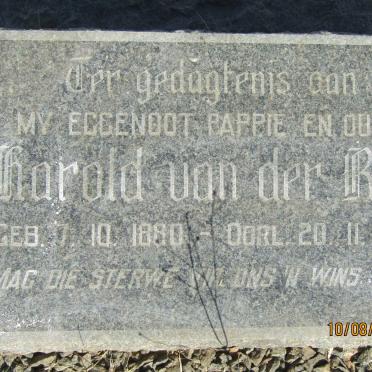 Ter gedagtenis aan
MY EGGENOOT PAPPIE EN OU
Harold van der
GEB. 7. 10. 1880 - OORL. 20. 11.
MAG DIE STERWE VIR ONS 'N WINS
10/08/